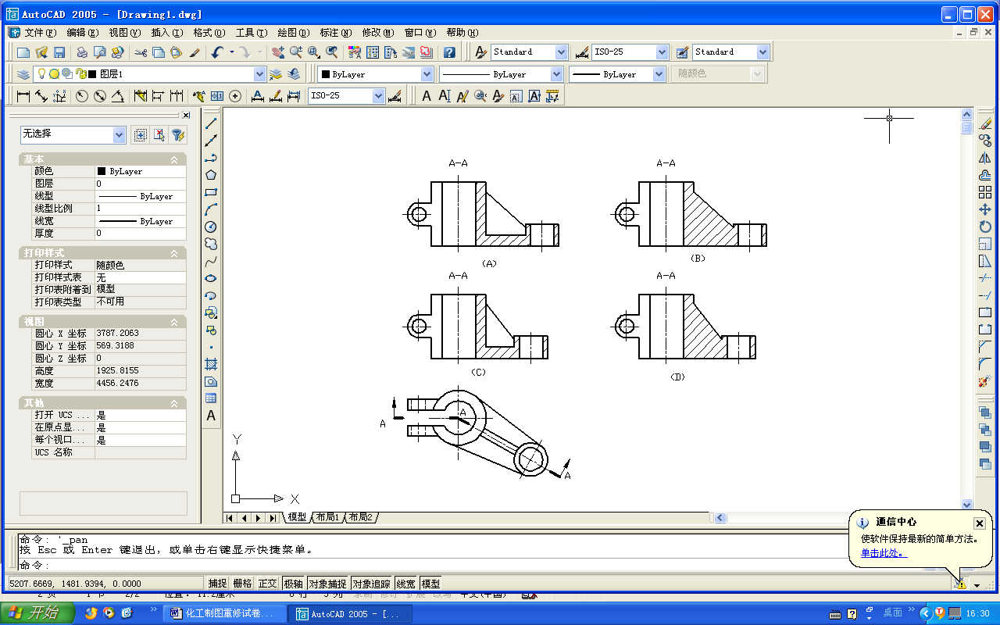 AutoCAD 2005 - [Drawing1.dwg]
文件(F) 编辑(E) 视图(V) 插入(I) 格式(O) 工具(T) 绘图(D) 标注(N) 修改(M) 窗口(W) 帮助(H)
Standard ISO-25 Standard
图层1 ByLayer ByLayer ByLayer 随颜色
ISO-25
无选择
基本
颜色 ByLayer
图层 0
线型 ByLayer
线型比例 1
线宽 ByLayer
厚度 0
打印样式
打印样式 随颜色
打印样式表 无
打印表附着到 模型
打印表类型 不可用
视图
圆心 X 坐标 3787.2063
圆心 Y 坐标 569.3188
圆心 Z 坐标 0
高度 1925.8155
宽度 4456.2476
其他
打开 UCS ... 是
在原点显... 是
每个视口... 是
UCS 名称
A-A A-A
(A) (B)
A-A A-A
(C) (D)
A
A
A
Y
X
模型 布局1 布局2
命令: '_pan
按 Esc 或 Enter 键退出, 或单击右键显示快捷菜单。
命令:
通信中心
使软件保持最新的简单方法。
单击此处。
5207.6669, 1481.9394, 0.0000 捕捉 栅格 正交 极轴 对象捕捉 对象追踪 线宽 模型
开始 化工制图重修试卷... AutoCAD 2005 - [... 桌面 16:30